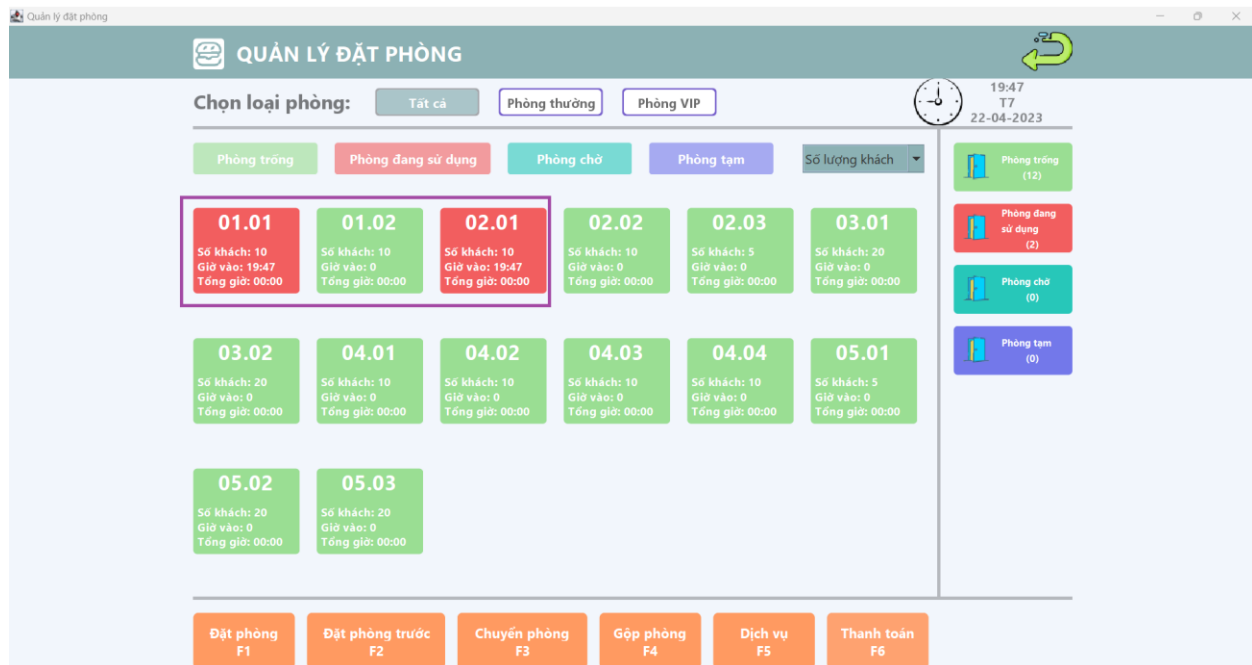 Quản lý đặt phòng
QUẢN LÝ ĐẶT PHÒNG
Chọn loại phòng:
Tất cả
Phòng thường
Phòng VIP
19:47
T7
22-04-2023
Phòng trống
Phòng đang sử dụng
Phòng chờ
Phòng tạm
Số lượng khách
01.01
Số khách: 10
Giờ vào: 19:47
Tổng giờ: 00:00
01.02
Số khách: 10
Giờ vào: 0
Tổng giờ: 00:00
02.01
Số khách: 10
Giờ vào: 19:47
Tổng giờ: 00:00
02.02
Số khách: 10
Giờ vào: 0
Tổng giờ: 00:00
02.03
Số khách: 5
Giờ vào: 0
Tổng giờ: 00:00
03.01
Số khách: 20
Giờ vào: 0
Tổng giờ: 00:00
03.02
Số khách: 20
Giờ vào: 0
Tổng giờ: 00:00
04.01
Số khách: 10
Giờ vào: 0
Tổng giờ: 00:00
04.02
Số khách: 10
Giờ vào: 0
Tổng giờ: 00:00
04.03
Số khách: 10
Giờ vào: 0
Tổng giờ: 00:00
04.04
Số khách: 10
Giờ vào: 0
Tổng giờ: 00:00
05.01
Số khách: 5
Giờ vào: 0
Tổng giờ: 00:00
05.02
Số khách: 20
Giờ vào: 0
Tổng giờ: 00:00
05.03
Số khách: 20
Giờ vào: 0
Tổng giờ: 00:00
Phòng trống
(12)
Phòng đang
sử dụng
(2)
Phòng chờ
(0)
Phòng tạm
(0)
Đặt phòng
F1
Đặt phòng trước
F2
Chuyển phòng
F3
Gộp phòng
F4
Dịch vụ
F5
Thanh toán
F6